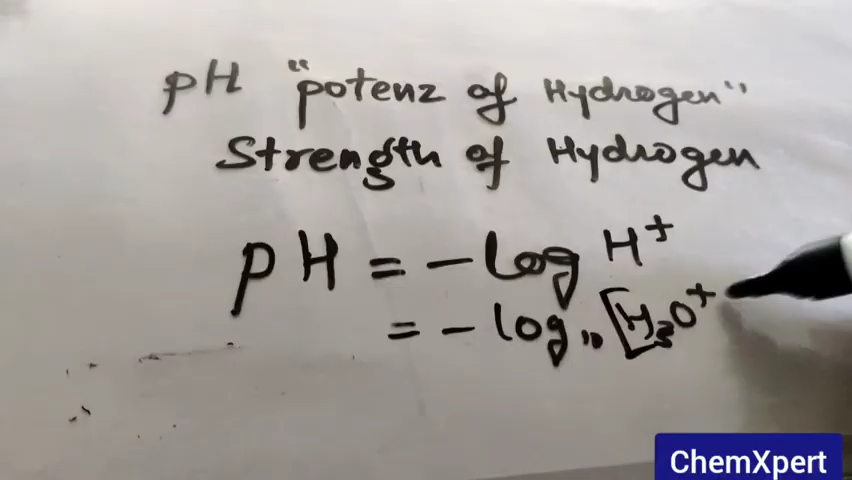 pH "potenz of Hydrogen"
Strength of Hydrogen
pH = - log H⁺
= - log₁₀ [H₃O⁺
ChemXpert